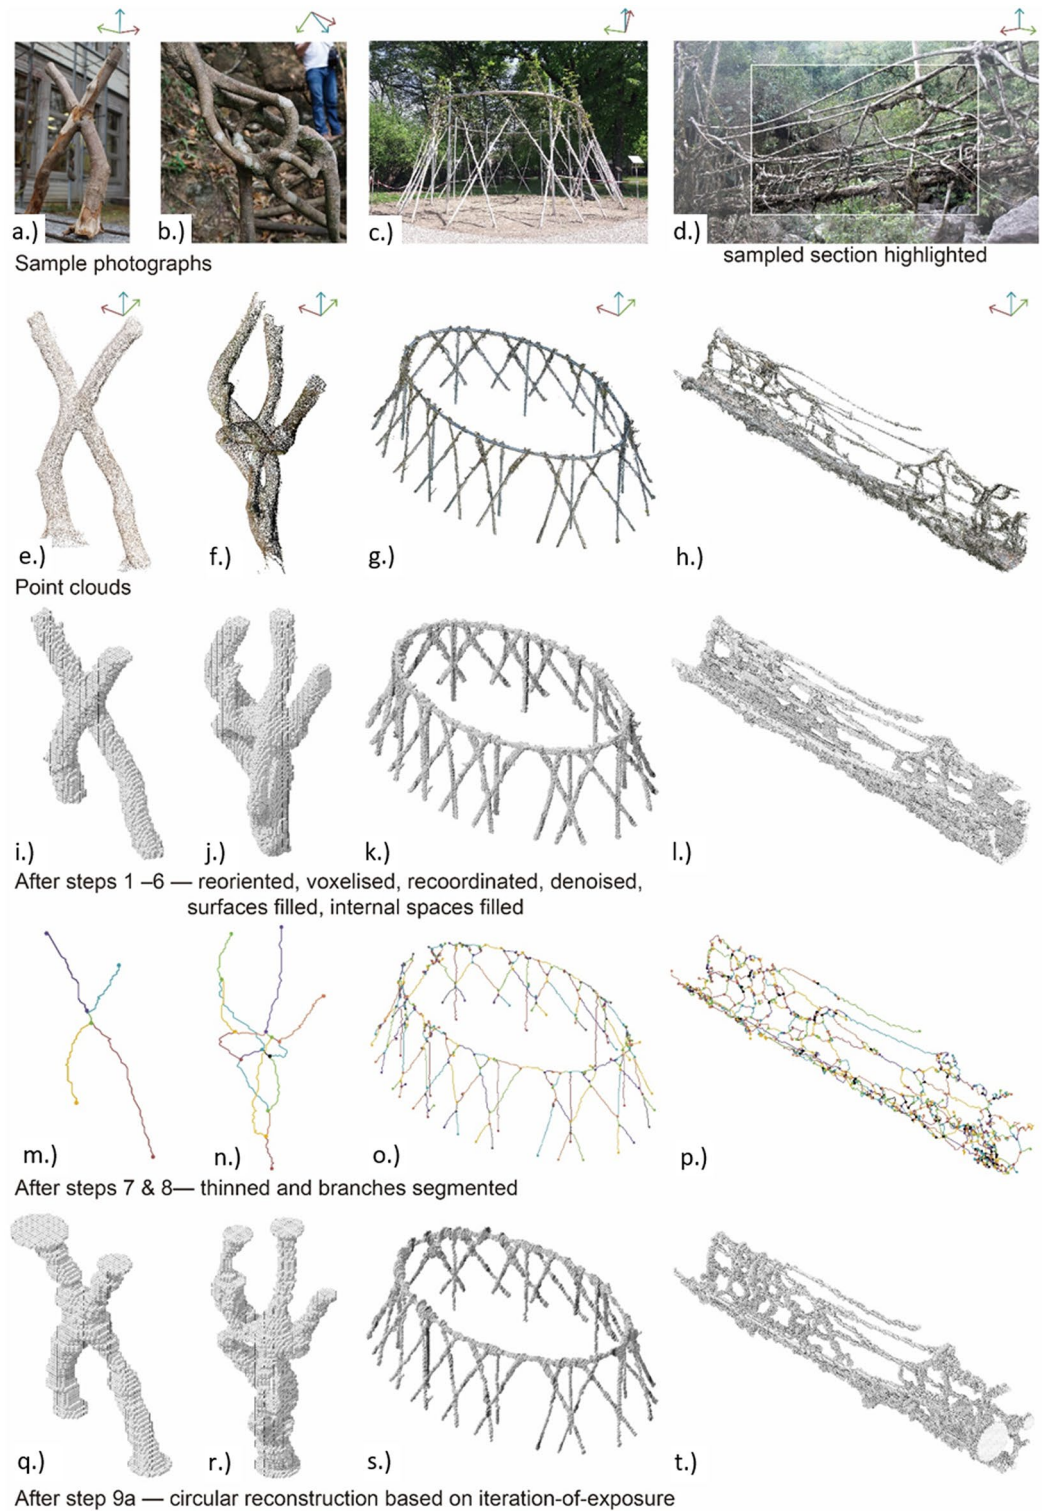 a.)
b.)
c.)
d.)
Sample photographs
sampled section highlighted
e.)
f.)
g.)
h.)
Point clouds
i.)
j.)
k.)
l.)
After steps 1 –6 — reoriented, voxelised, recoordinated, denoised,
surfaces filled, internal spaces filled
m.)
n.)
o.)
p.)
After steps 7 & 8— thinned and branches segmented
q.)
r.)
s.)
t.)
After step 9a — circular reconstruction based on iteration-of-exposure